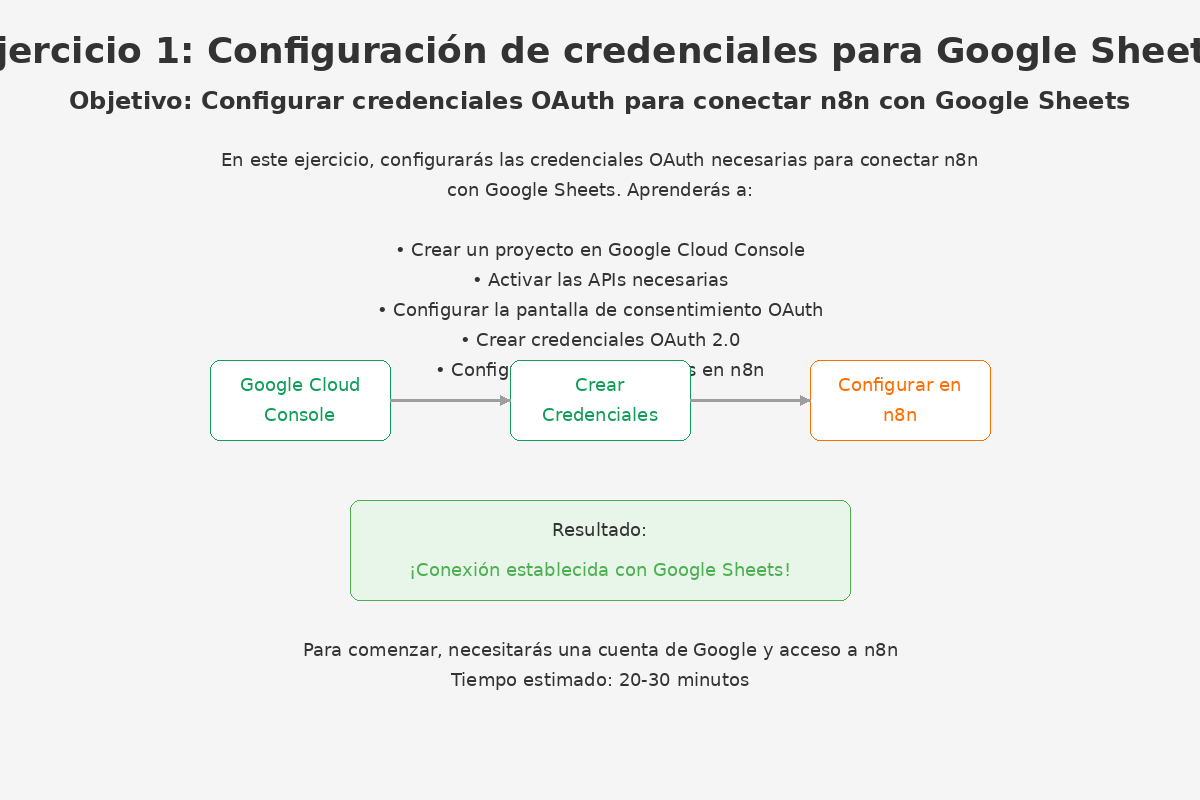 jercicio 1: Configuración de credenciales para Google Sheet
Objetivo: Configurar credenciales OAuth para conectar n8n con Google Sheets
En este ejercicio, configurarás las credenciales OAuth necesarias para conectar n8n
con Google Sheets. Aprenderás a:
• Crear un proyecto en Google Cloud Console
• Activar las APIs necesarias
• Configurar la pantalla de consentimiento OAuth
• Crear credenciales OAuth 2.0
• Config s en n8n
Google Cloud
Console
Crear
Credenciales
Configurar en
n8n
Resultado:
¡Conexión establecida con Google Sheets!
Para comenzar, necesitarás una cuenta de Google y acceso a n8n
Tiempo estimado: 20-30 minutos